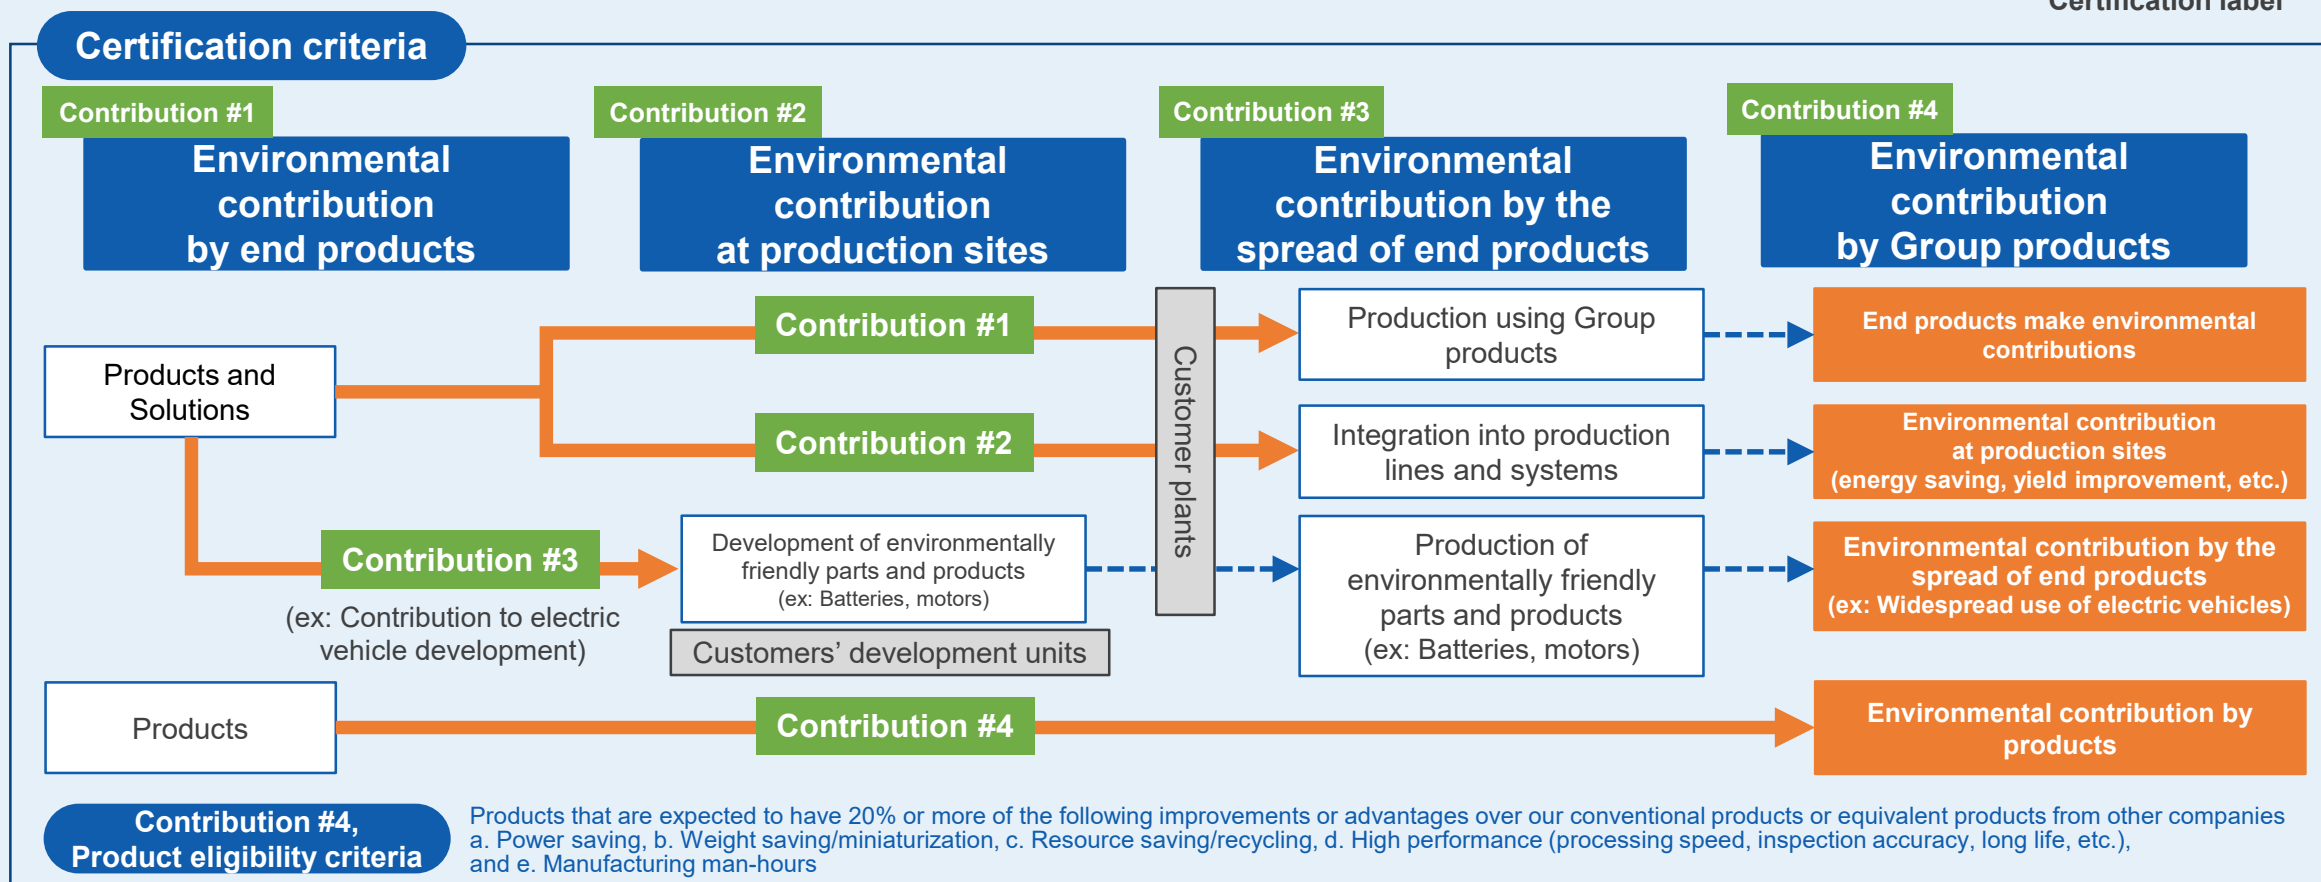 Certification label
Certification criteria
Contribution #1
Environmental
contribution
by end products
Contribution #2
Environmental
contribution
at production sites
Contribution #3
Environmental
contribution by the
spread of end products
Contribution #4
Environmental
contribution
by Group products
Products and
Solutions
Contribution #1
Customer plants
Production using Group
products
End products make environmental
contributions
Contribution #2
Integration into production
lines and systems
Environmental contribution
at production sites
(energy saving, yield improvement, etc.)
Contribution #3
(ex: Contribution to electric
vehicle development)
Development of environmentally
friendly parts and products
(ex: Batteries, motors)
Customers’ development units
Production of
environmentally friendly
parts and products
(ex: Batteries, motors)
Environmental contribution by the
spread of end products
(ex: Widespread use of electric vehicles)
Products
Contribution #4
Environmental contribution by
products
Contribution #4,
Product eligibility criteria
Products that are expected to have 20% or more of the following improvements or advantages over our conventional products or equivalent products from other companies
a. Power saving, b. Weight saving/miniaturization, c. Resource saving/recycling, d. High performance (processing speed, inspection accuracy, long life, etc.),
and e. Manufacturing man-hours